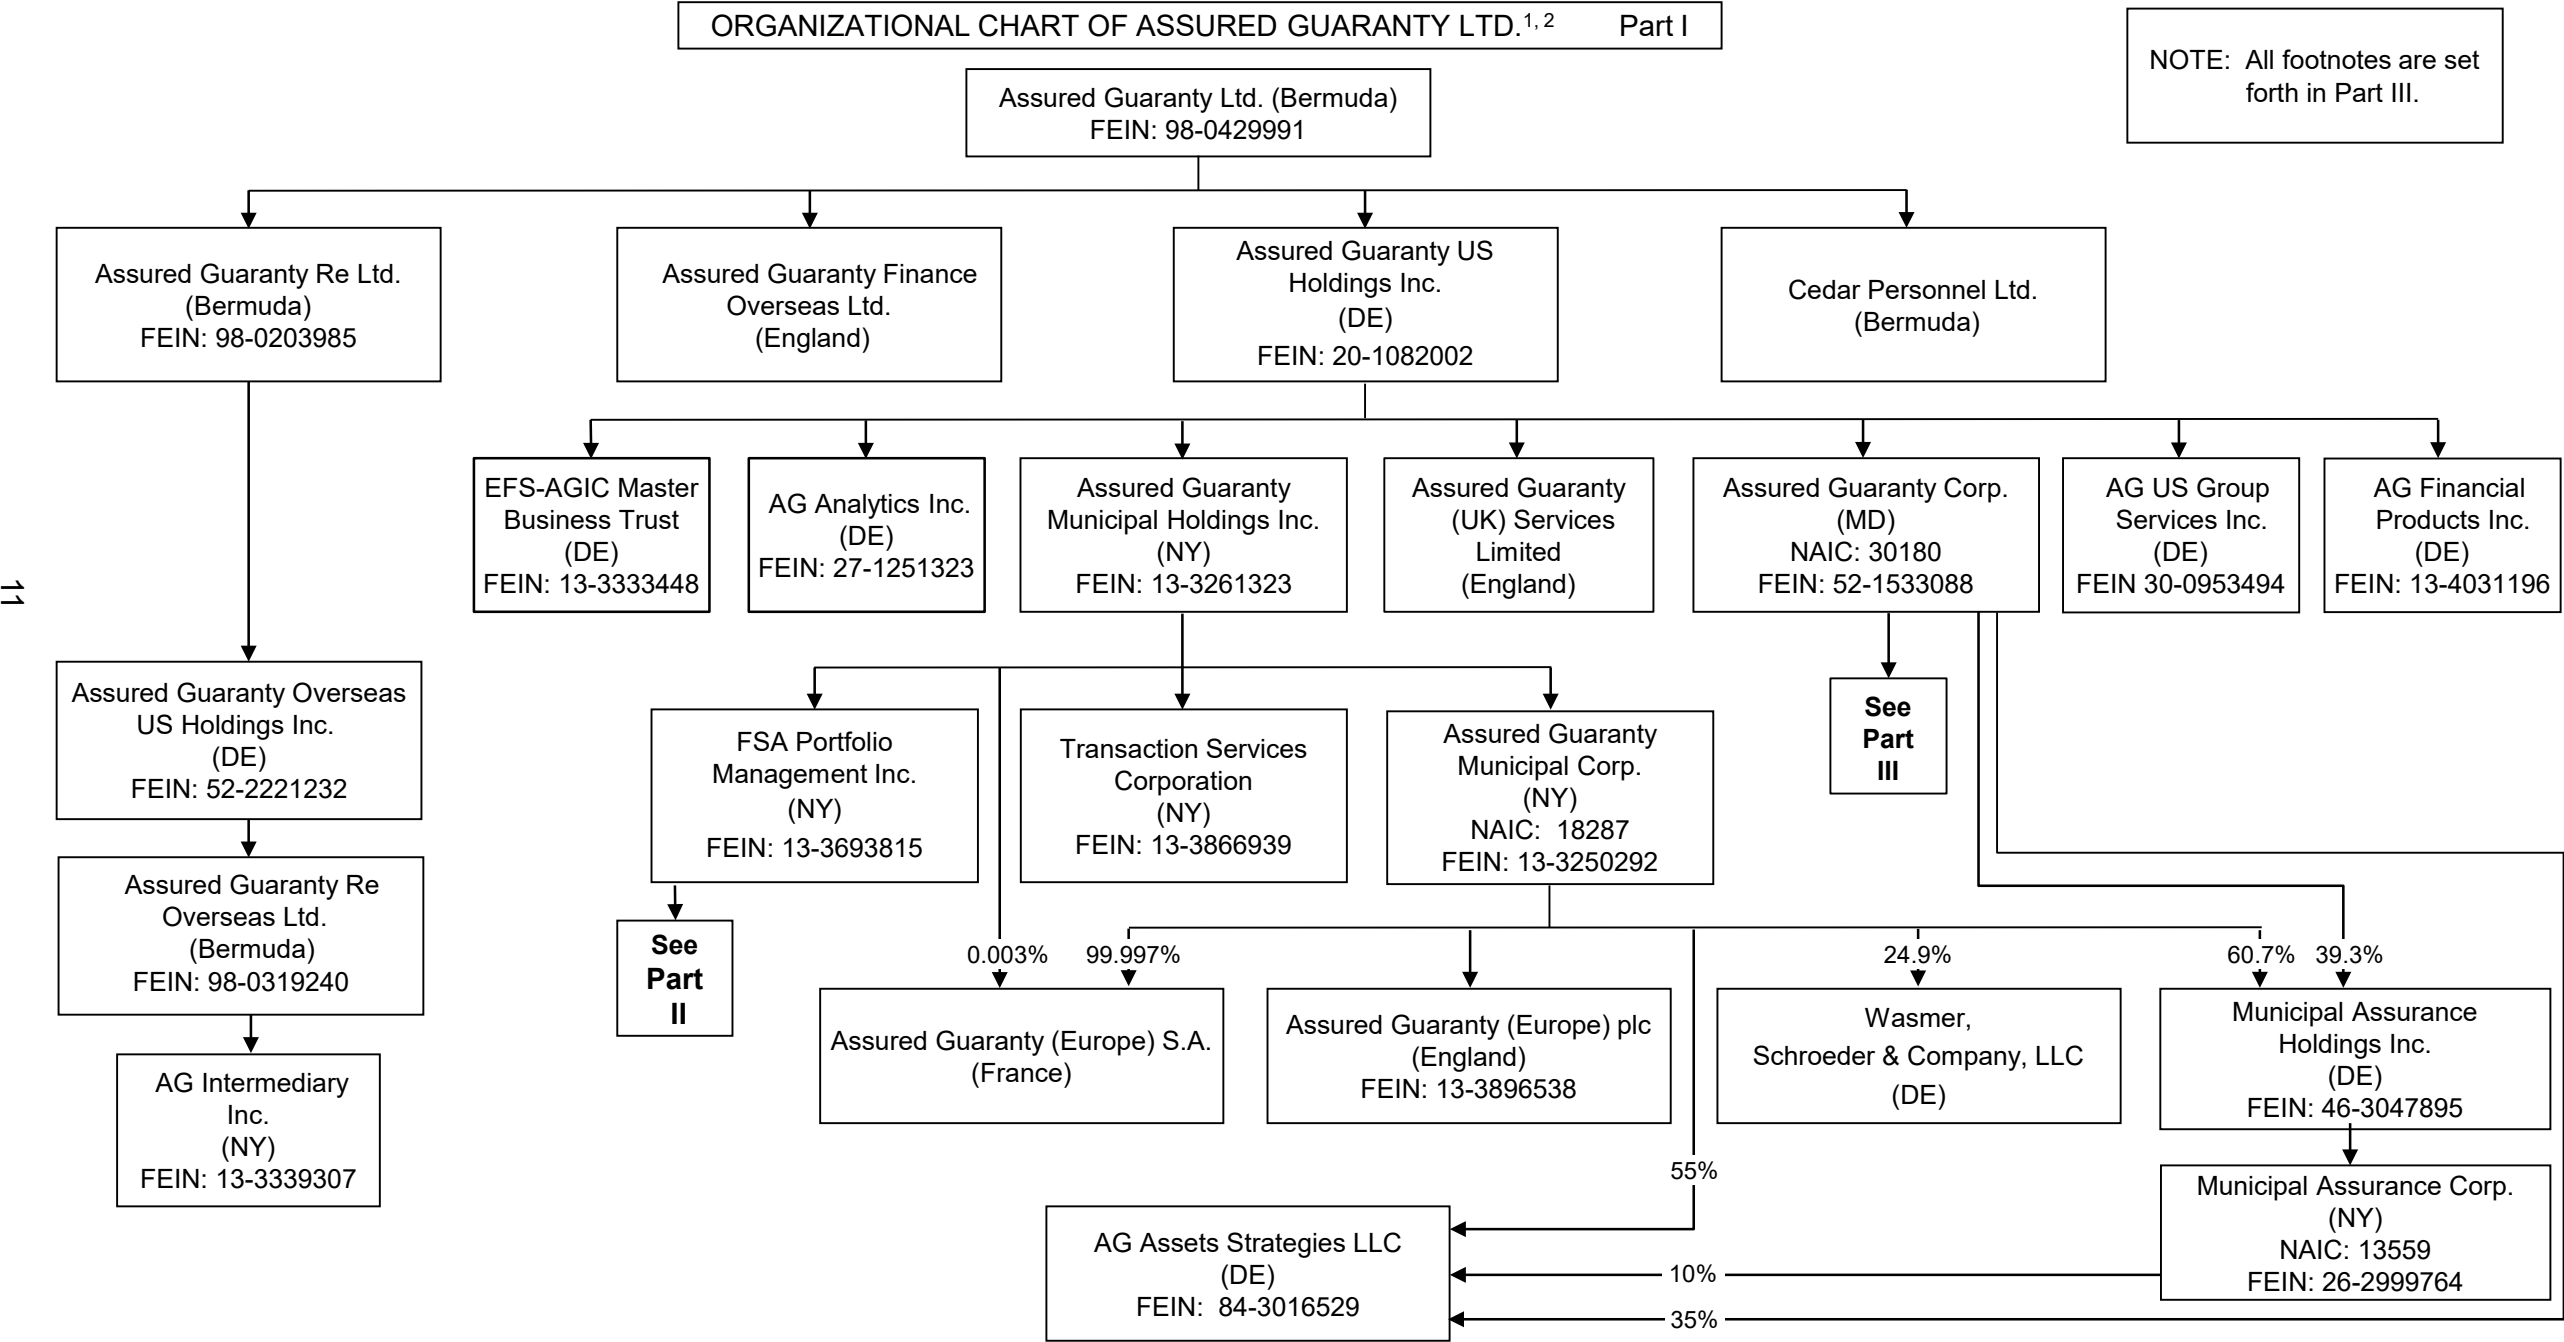 ORGANIZATIONAL CHART OF ASSURED GUARANTY LTD.1, 2 Part I
NOTE: All footnotes are set
forth in Part III.
Assured Guaranty Ltd. (Bermuda)
FEIN: 98-0429991
Assured Guaranty Re Ltd.
(Bermuda)
FEIN: 98-0203985
Assured Guaranty Finance
Overseas Ltd.
(England)
Assured Guaranty US
Holdings Inc.
(DE)
FEIN: 20-1082002
Cedar Personnel Ltd.
(Bermuda)
EFS-AGIC Master
Business Trust
(DE)
FEIN: 13-3333448
AG Analytics Inc.
(DE)
FEIN: 27-1251323
Assured Guaranty
Municipal Holdings Inc.
(NY)
FEIN: 13-3261323
Assured Guaranty
(UK) Services
Limited
(England)
Assured Guaranty Corp.
(MD)
NAIC: 30180
FEIN: 52-1533088
AG US Group
Services Inc.
(DE)
FEIN 30-0953494
AG Financial
Products Inc.
(DE)
FEIN: 13-4031196
11
Assured Guaranty Overseas
US Holdings Inc.
(DE)
FEIN: 52-2221232
FSA Portfolio
Management Inc.
(NY)
FEIN: 13-3693815
Transaction Services
Corporation
(NY)
FEIN: 13-3866939
Assured Guaranty
Municipal Corp.
(NY)
NAIC: 18287
FEIN: 13-3250292
See
Part
III
Assured Guaranty Re
Overseas Ltd.
(Bermuda)
FEIN: 98-0319240
See
Part
II
0.003%
99.997%
24.9%
60.7%
39.3%
Assured Guaranty (Europe) S.A.
(France)
Assured Guaranty (Europe) plc
(England)
FEIN: 13-3896538
Wasmer,
Schroeder & Company, LLC
(DE)
Municipal Assurance
Holdings Inc.
(DE)
FEIN: 46-3047895
AG Intermediary
Inc.
(NY)
FEIN: 13-3339307
55%
Municipal Assurance Corp.
(NY)
NAIC: 13559
FEIN: 26-2999764
AG Assets Strategies LLC
(DE)
FEIN: 84-3016529
10%
35%